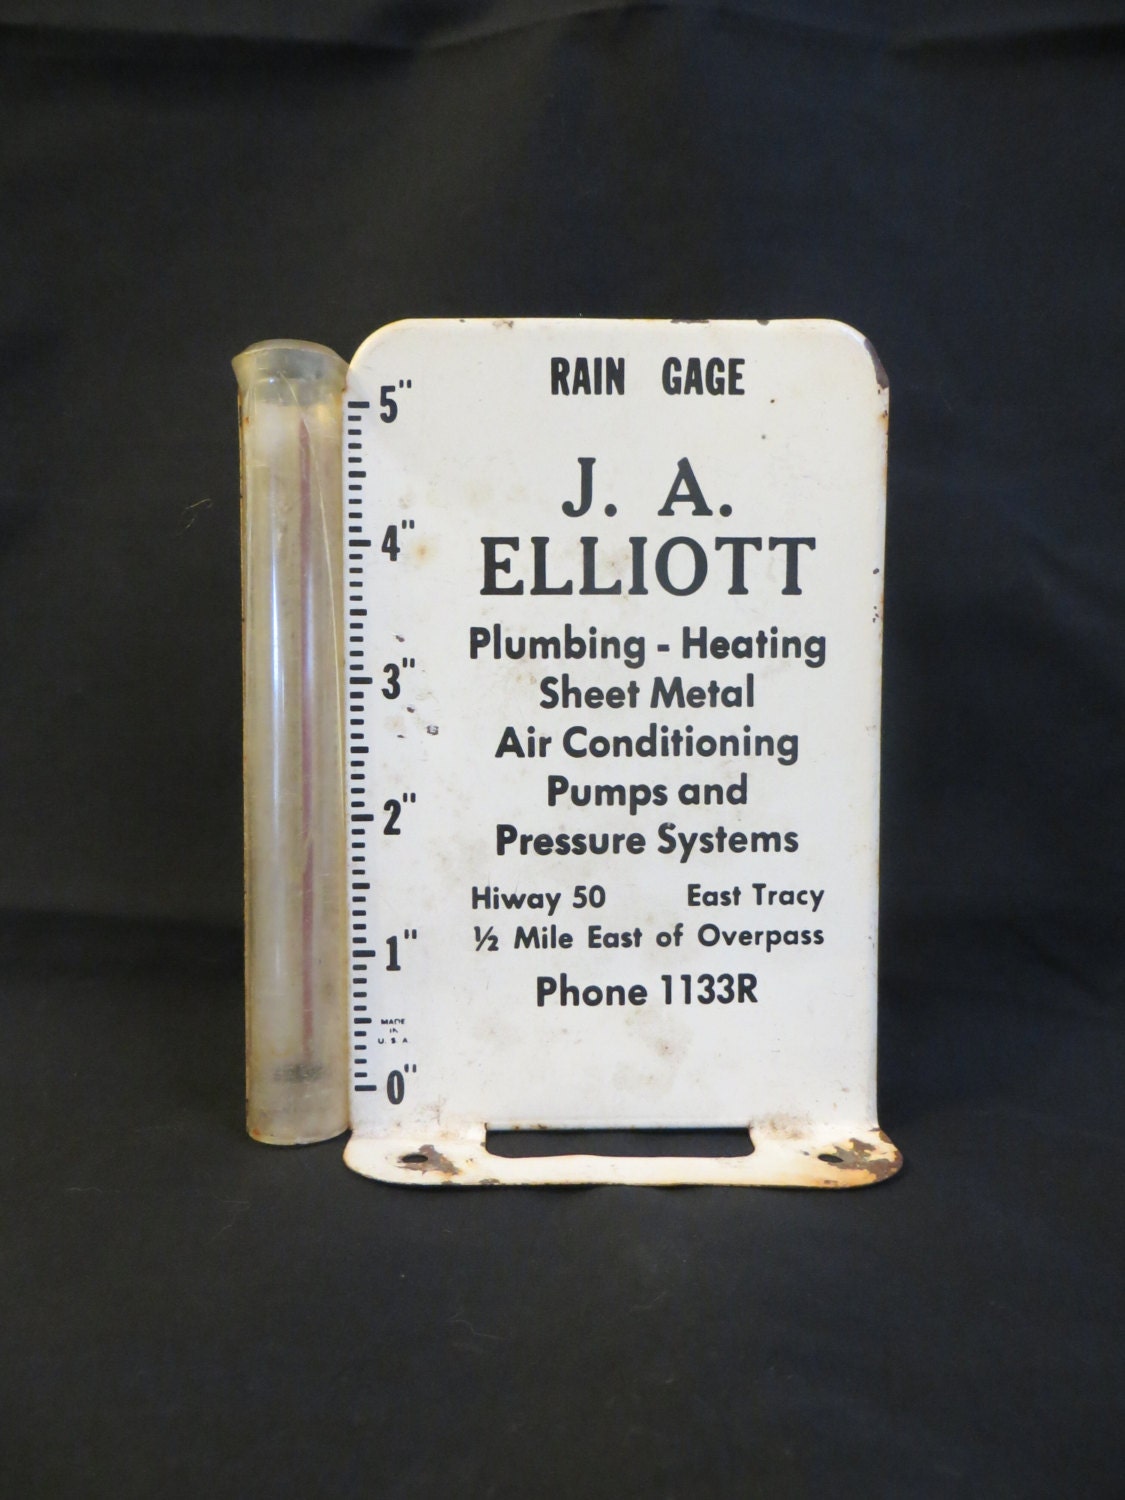 RAIN GAGE
J. A.
ELLIOTT
Plumbing - Heating
Sheet Metal
Air Conditioning
Pumps and
Pressure Systems
Hiway 50 East Tracy
½ Mile East of Overpass
Phone 1133R
5"
4"
3"
2"
1"
MADE
IN
U.S.A.
0"